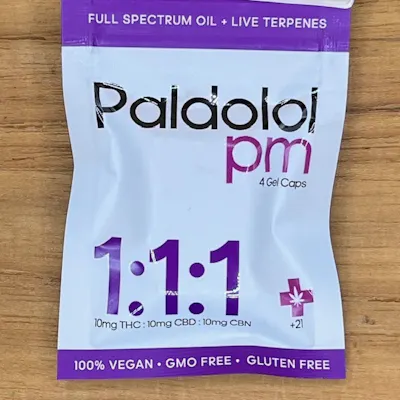 FULL SPECTRUM OIL + LIVE TERPENES
Paldolol
pm
4 Gel Caps
1:1:1
10mg THC : 10mg CBD : 10mg CBN
+21
100% VEGAN • GMO FREE • GLUTEN FREE